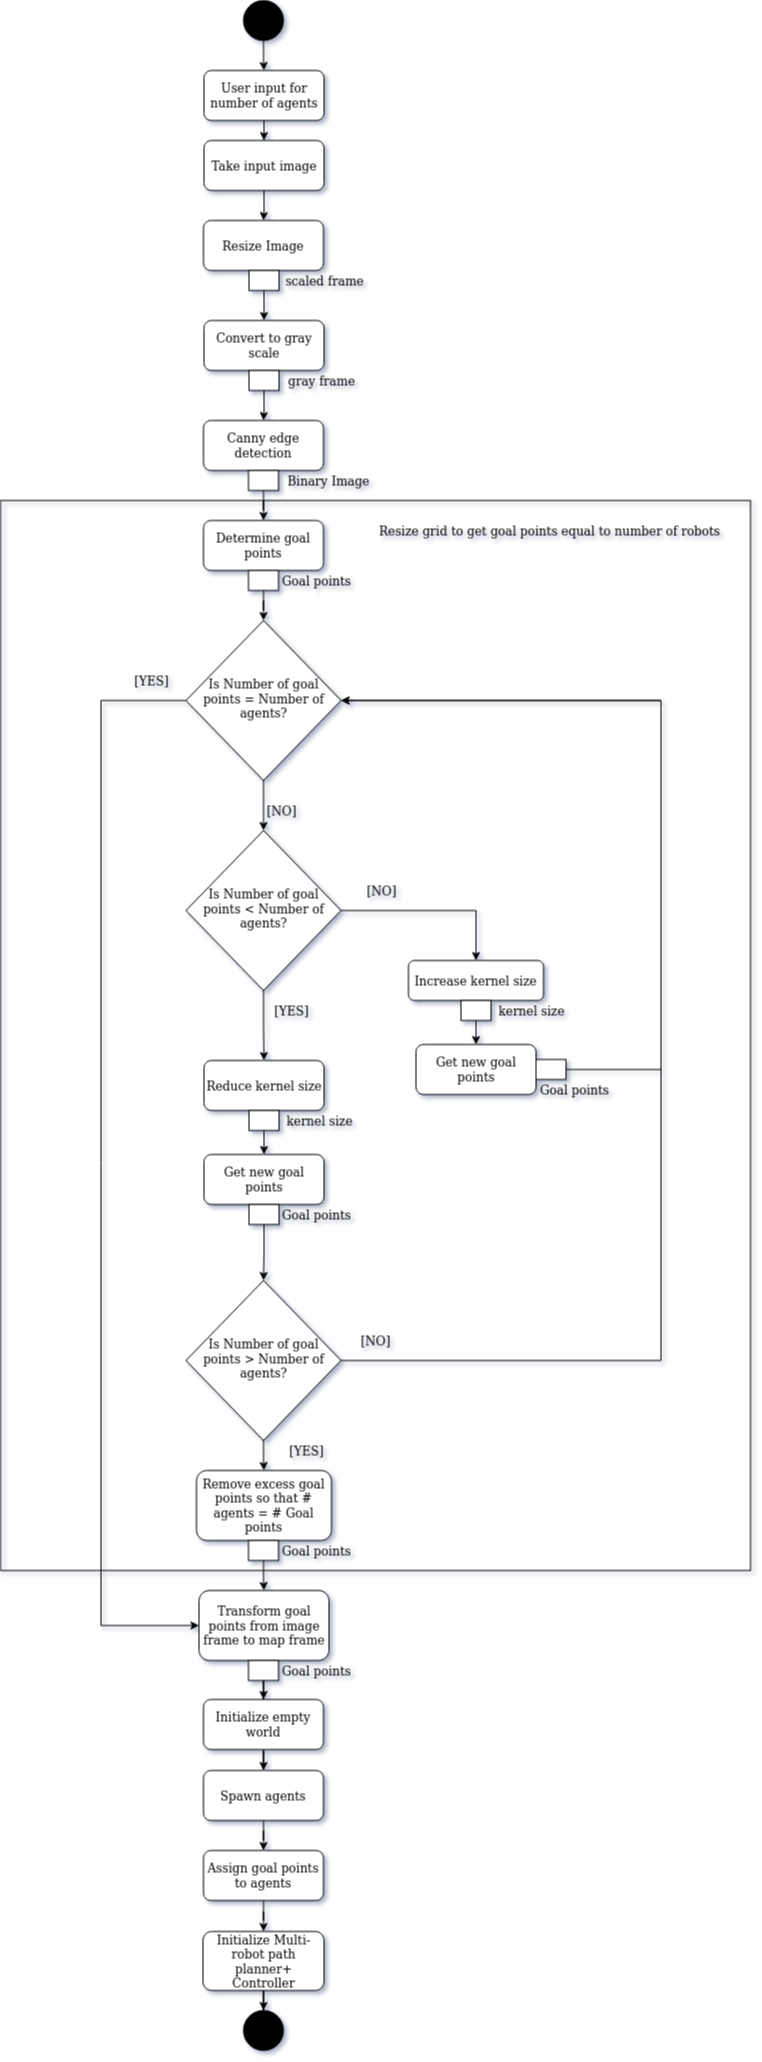 User input for
number of agents
Take input image
Resize Image
scaled frame
Convert to gray
scale
gray frame
Canny edge
detection
Binary Image
Resize grid to get goal points equal to number of robots
Determine goal
points
Goal points
[YES]
Is Number of goal
points = Number of
agents?
[NO]
Is Number of goal
points < Number of
agents?
[NO]
Increase kernel size
kernel size
Get new goal
points
Goal points
[YES]
Reduce kernel size
kernel size
Get new goal
points
Goal points
Is Number of goal
points > Number of
agents?
[NO]
[YES]
Remove excess goal
points so that #
agents = # Goal
points
Goal points
Transform goal
points from image
frame to map frame
Goal points
Initialize empty
world
Spawn agents
Assign goal points
to agents
Initialize Multi-
robot path
planner+
Controller